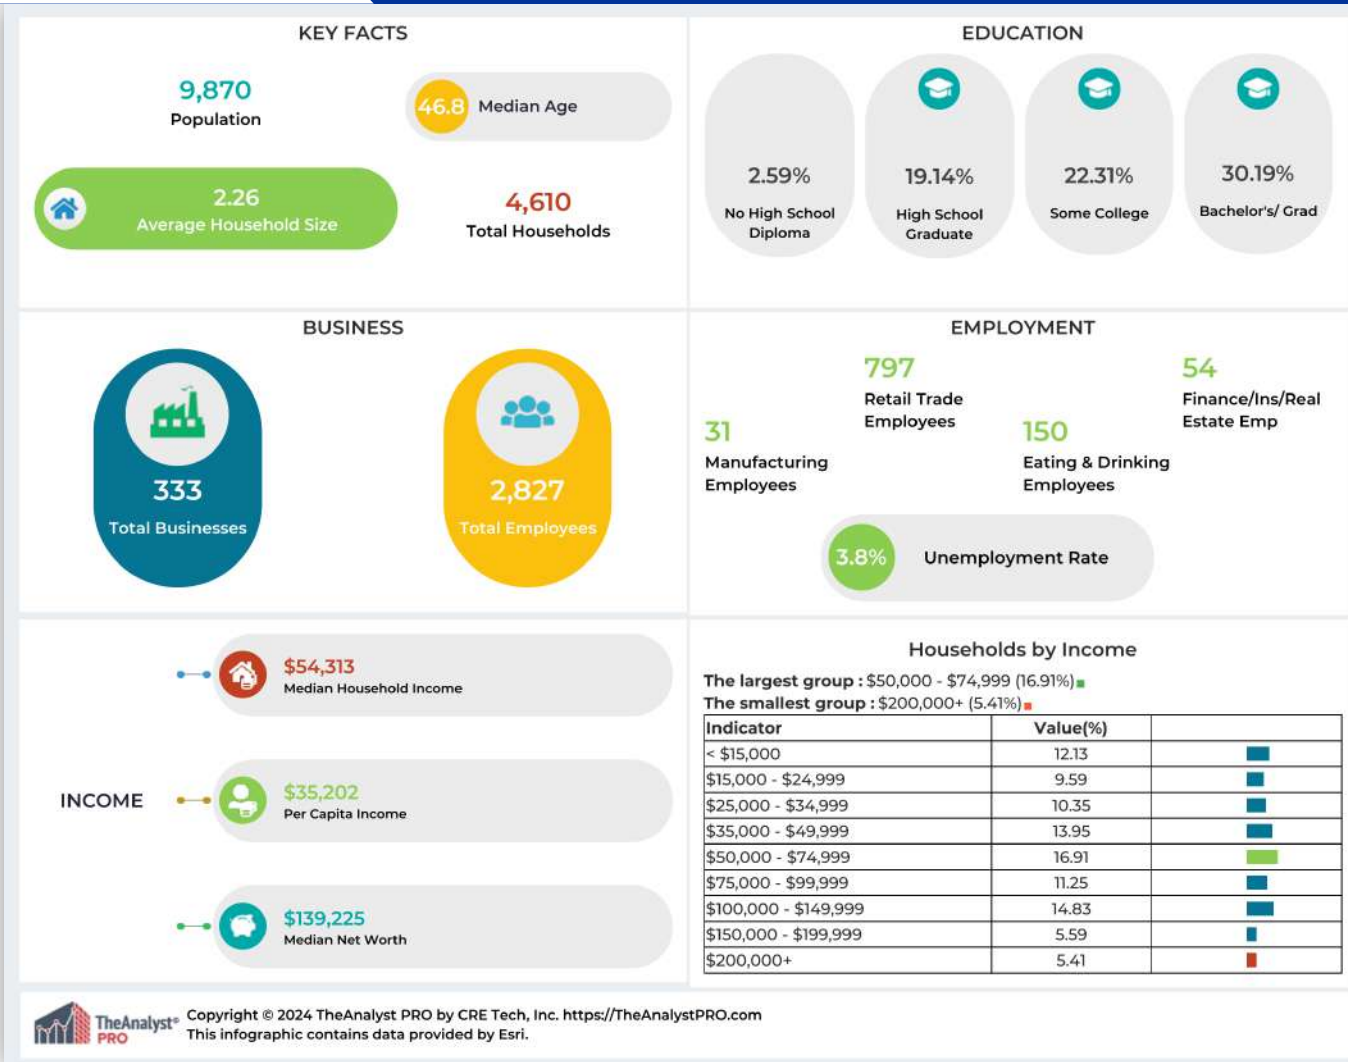 KEY FACTS
9,870
Population
46.8 Median Age
2.26
Average Household Size
4,610
Total Households
EDUCATION
2.59%
No High School
Diploma
19.14%
High School
Graduate
22.31%
Some College
30.19%
Bachelor's/ Grad
BUSINESS
333
Total Businesses
2,827
Total Employees
EMPLOYMENT
31
Manufacturing
Employees
797
Retail Trade
Employees
150
Eating & Drinking
Employees
54
Finance/Ins/Real
Estate Emp
3.8% Unemployment Rate
INCOME
$54,313
Median Household Income
$35,202
Per Capita Income
$139,225
Median Net Worth
Households by Income
The largest group : $50,000 - $74,999 (16.91%)
The smallest group : $200,000+ (5.41%)
Indicator Value(%)
< $15,000 12.13
$15,000 - $24,999 9.59
$25,000 - $34,999 10.35
$35,000 - $49,999 13.95
$50,000 - $74,999 16.91
$75,000 - $99,999 11.25
$100,000 - $149,999 14.83
$150,000 - $199,999 5.59
$200,000+ 5.41
TheAnalyst®
PRO
Copyright © 2024 TheAnalyst PRO by CRE Tech, Inc. https://TheAnalystPRO.com
This infographic contains data provided by Esri.